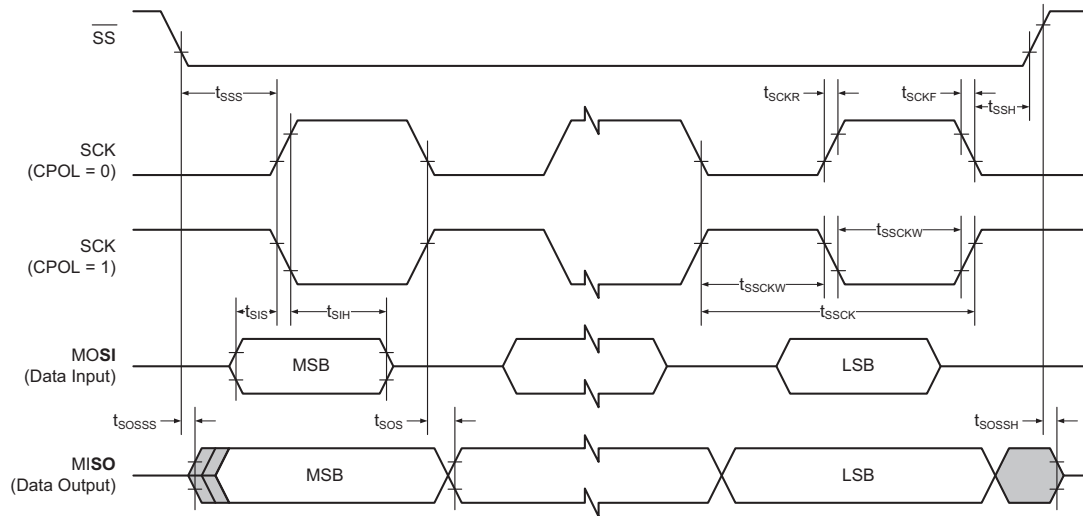 SS
tSSS
tSCKR
tSCKF
tSSH
SCK
(CPOL = 0)
SCK
(CPOL = 1)
tSSCKW
tSSCKW
tSIS
tSIH
tSSCK
MOSI
(Data Input)
MSB
LSB
tSOSSS
tSOS
tSOSSH
MISO
(Data Output)
MSB
LSB